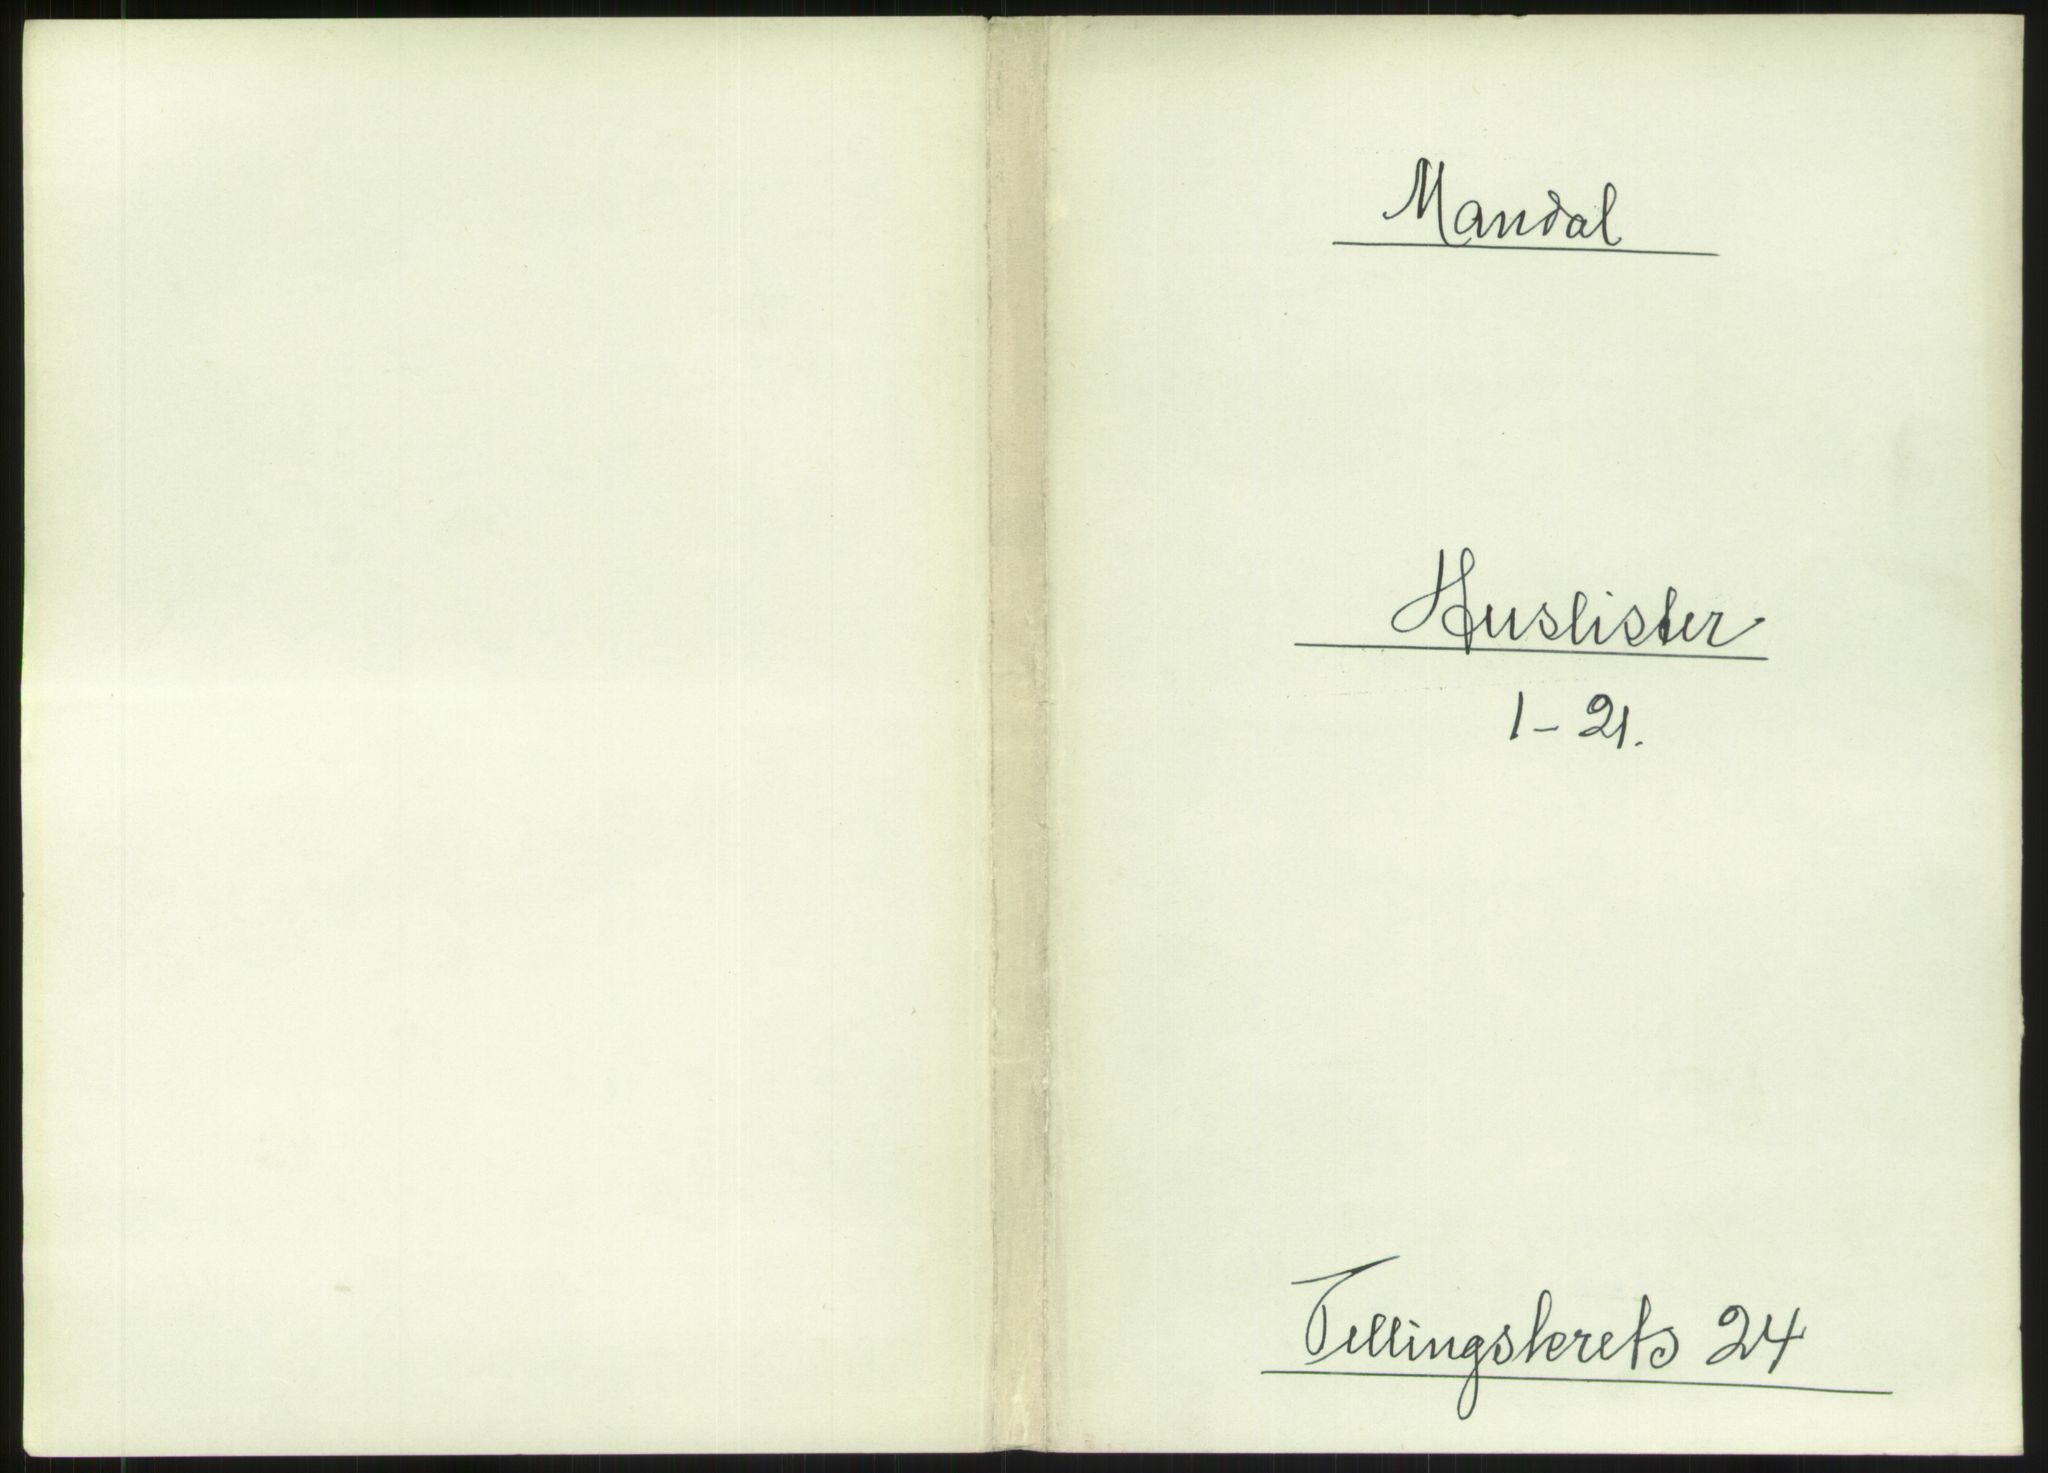 Mandal
Huslister
1-21.
Tellingskrets 24